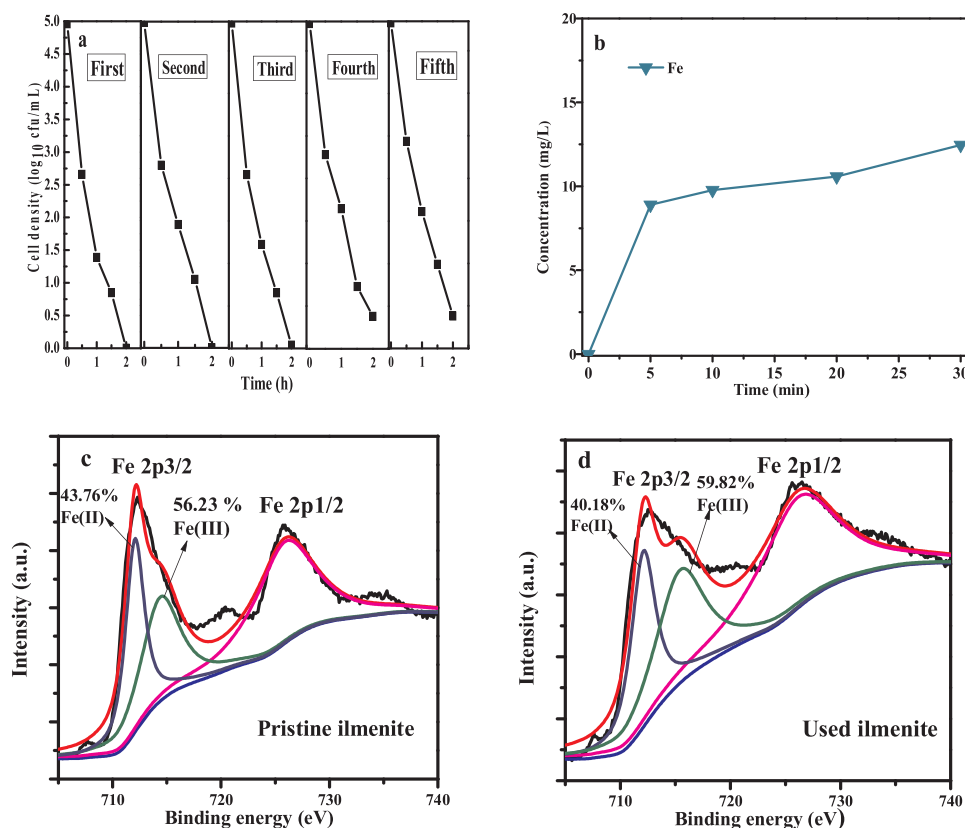 a
First
Second
Third
Fourth
Fifth
Cell density (log10 cfu/mL)
5.0
4.5
4.0
3.5
3.0
2.5
2.0
1.5
1.0
0.5
0.0
0 1 2 0 1 2 0 1 2 0 1 2 0 1 2
Time (h)
b
Fe
Concentration (mg/L)
20
15
10
5
0
0 5 10 15 20 25 30
Time (min)
c
Fe 2p3/2
43.76%
Fe(II)
56.23 %
Fe(III)
Fe 2p1/2
Pristine ilmenite
Intensity (a.u.)
710 720 730 740
Binding energy (eV)
d
Fe 2p3/2
40.18%
Fe(II)
59.82%
Fe(III)
Fe 2p1/2
Used ilmenite
Intensity (a.u.)
710 720 730 740
Binding energy (eV)